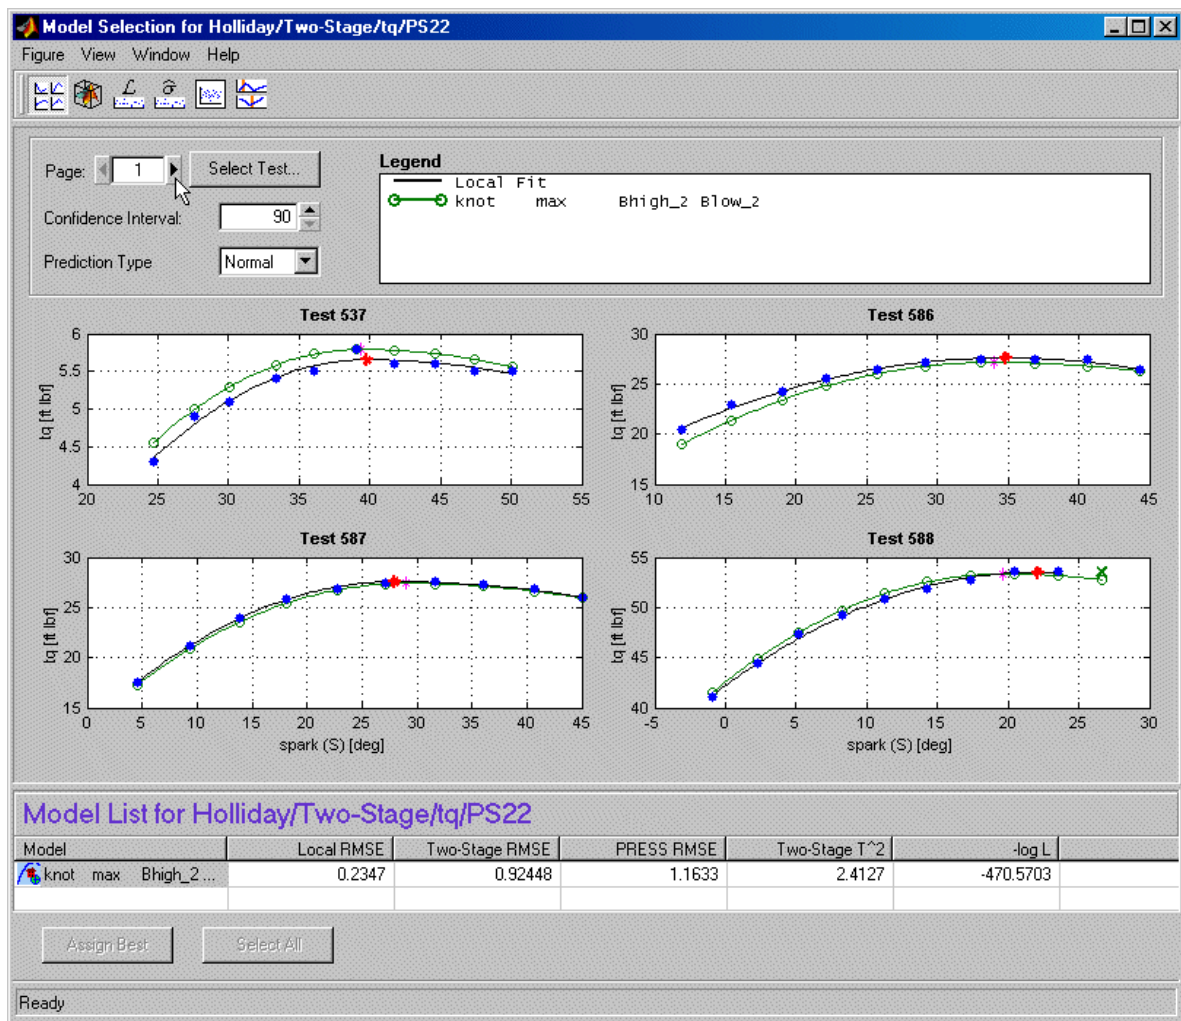 Model Selection for Holliday/Two-Stage/tq/PS22
Figure View Window Help
Page: 1 Select Test...
Confidence Interval: 90
Prediction Type Normal
Legend
Local Fit
knot max Bhigh_2 Blow_2
Test 537
6
5.5
5
4.5
4
tq [ft lbf]
20 25 30 35 40 45 50 55
Test 586
30
25
20
15
tq [ft lbf]
10 15 20 25 30 35 40 45
Test 587
30
25
20
15
tq [ft lbf]
0 5 10 15 20 25 30 35 40 45
spark (S) [deg]
Test 588
55
50
45
40
tq [ft lbf]
-5 0 5 10 15 20 25 30
spark (S) [deg]
Model List for Holliday/Two-Stage/tq/PS22
Model Local RMSE Two-Stage RMSE PRESS RMSE Two-Stage T^2 -log L
knot max Bhigh_2 ... 0.2347 0.92448 1.1633 2.4127 -470.5703
Assign Best Select All
Ready